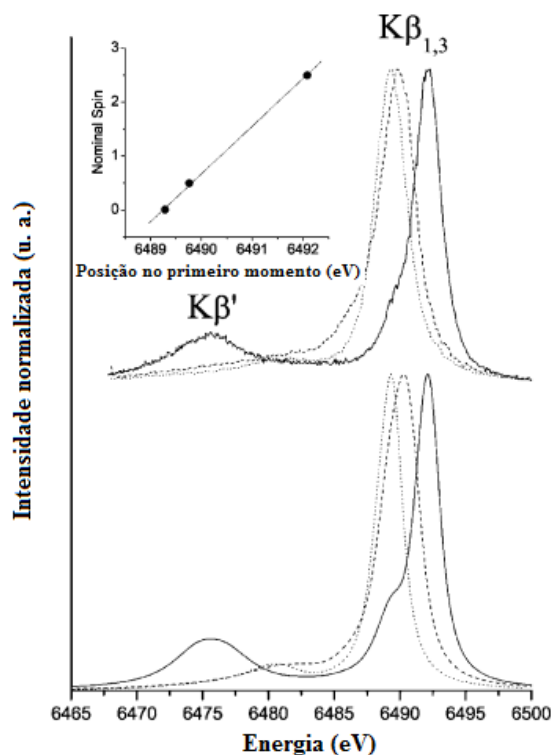 Kβ1,3
3
2
1
0
Nominal Spin
6489 6490 6491 6492
Posição no primeiro momento (eV)
Kβ'
Intensidade normalizada (u. a.)
6465 6470 6475 6480 6485 6490 6495 6500
Energia (eV)